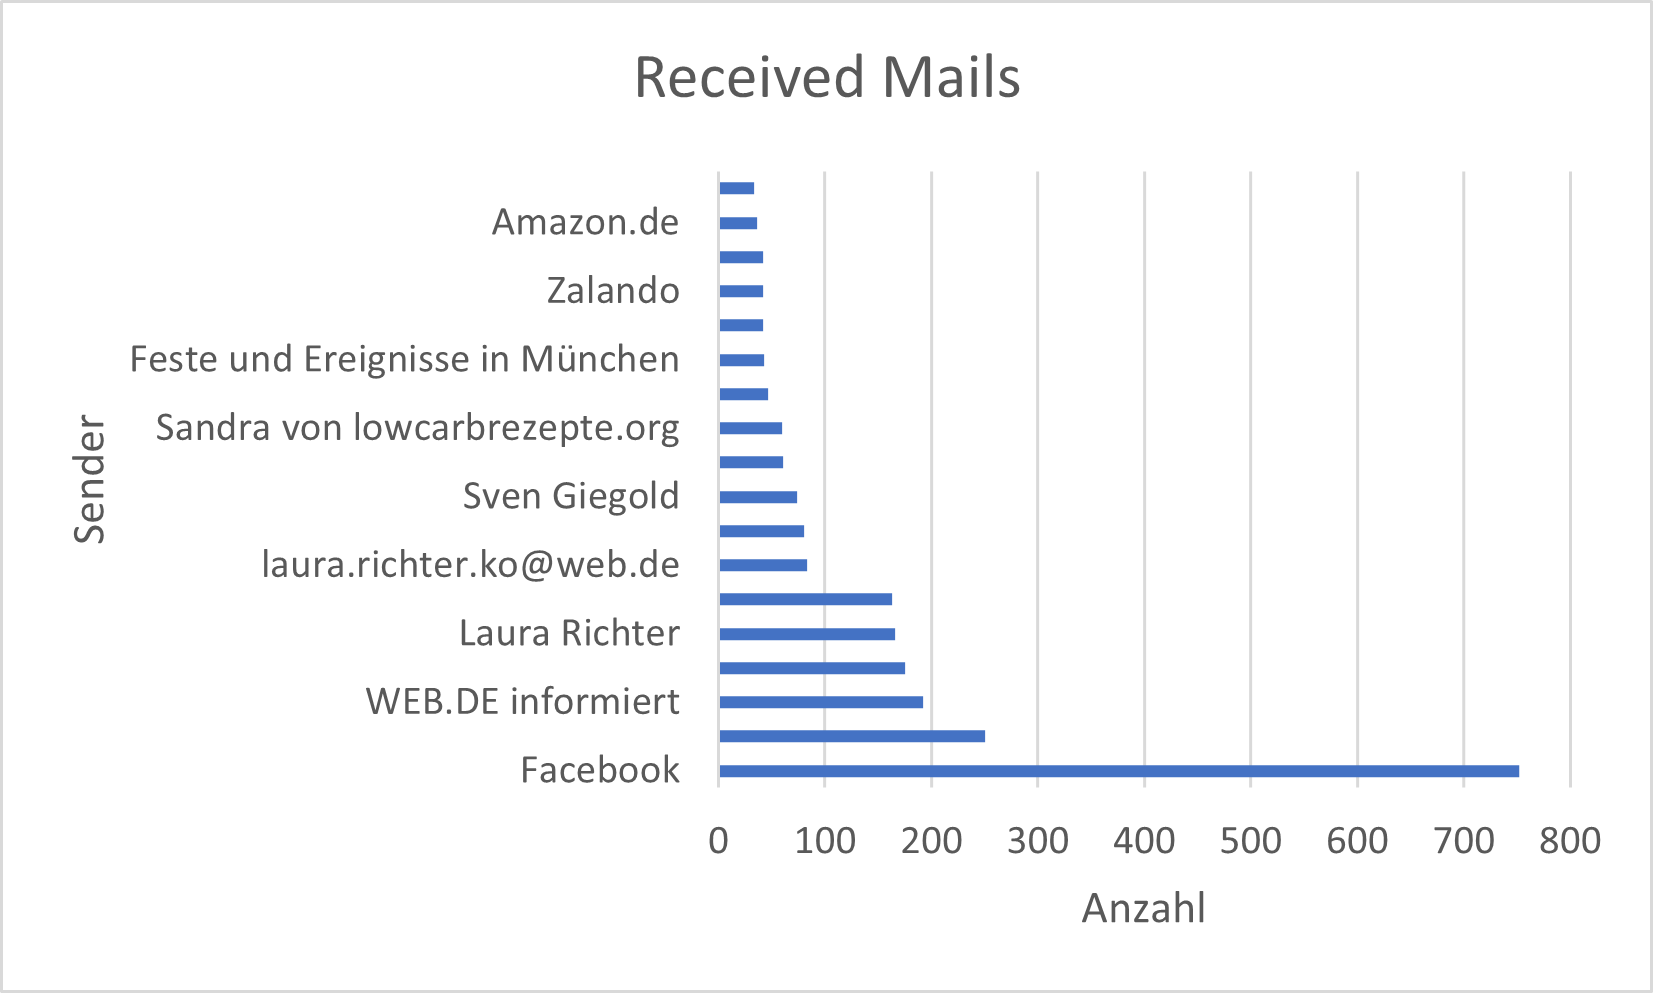 Received Mails
Amazon.de
Zalando
Feste und Ereignisse in München
Sandra von lowcarbrezepte.org
Sven Giegold
laura.richter.ko@web.de
Laura Richter
WEB.DE informiert
Facebook
Sender
0 100 200 300 400 500 600 700 800
Anzahl